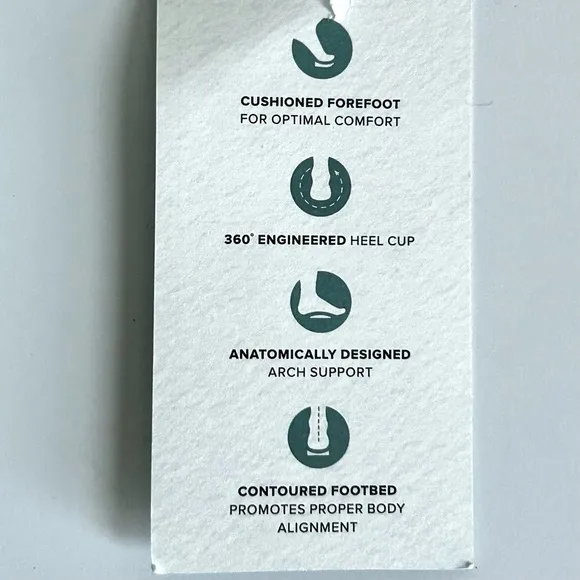 CUSHIONED FOREFOOT
FOR OPTIMAL COMFORT
360° ENGINEERED HEEL CUP
ANATOMICALLY DESIGNED
ARCH SUPPORT
CONTOURED FOOTBED
PROMOTES PROPER BODY
ALIGNMENT